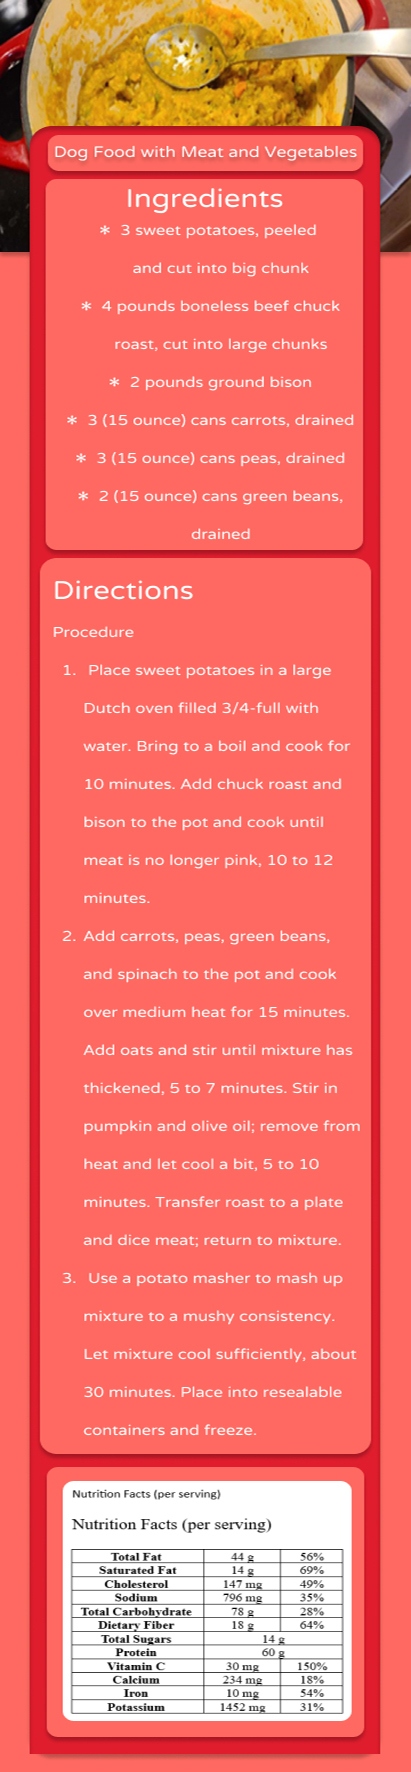 Dog Food with Meat and Vegetables
Ingredients
* 3 sweet potatoes, peeled
and cut into big chunk
* 4 pounds boneless beef chuck
roast, cut into large chunks
* 2 pounds ground bison
* 3 (15 ounce) cans carrots, drained
* 3 (15 ounce) cans peas, drained
* 2 (15 ounce) cans green beans,
drained
Directions
Procedure
1. Place sweet potatoes in a large
Dutch oven filled 3/4-full with
water. Bring to a boil and cook for
10 minutes. Add chuck roast and
bison to the pot and cook until
meat is no longer pink, 10 to 12
minutes.
2. Add carrots, peas, green beans,
and spinach to the pot and cook
over medium heat for 15 minutes.
Add oats and stir until mixture has
thickened, 5 to 7 minutes. Stir in
pumpkin and olive oil; remove from
heat and let cool a bit, 5 to 10
minutes. Transfer roast to a plate
and dice meat; return to mixture.
3. Use a potato masher to mash up
mixture to a mushy consistency.
Let mixture cool sufficiently, about
30 minutes. Place into resealable
containers and freeze.
Nutrition Facts (per serving)
Nutrition Facts (per serving)
Total Fat 44 g 56%
Saturated Fat 14 g 69%
Cholesterol 147 mg 49%
Sodium 796 mg 35%
Total Carbohydrate 78 g 28%
Dietary Fiber 18 g 64%
Total Sugars 14 g
Protein 60 g
Vitamin C 30 mg 150%
Calcium 234 mg 18%
Iron 10 mg 54%
Potassium 1452 mg 31%